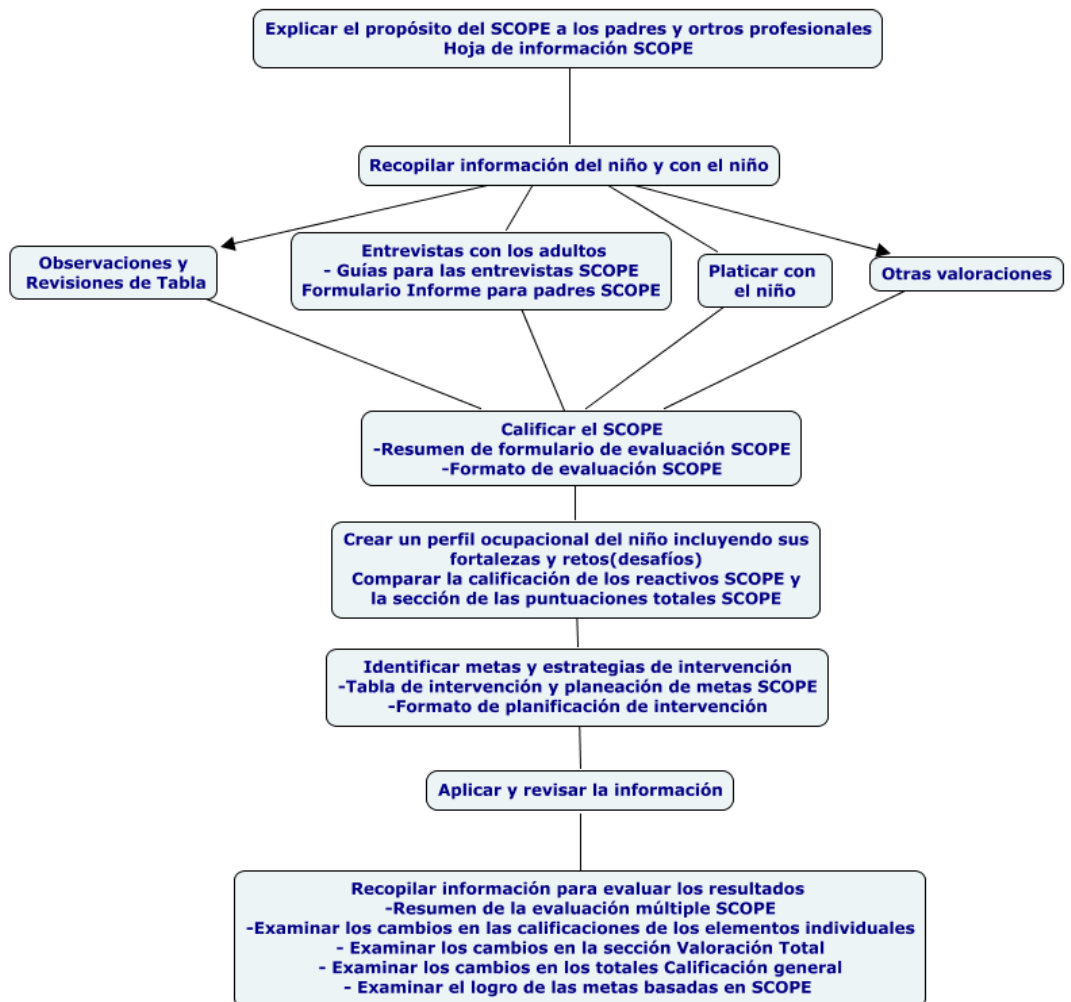 Explicar el propósito del SCOPE a los padres y ortros profesionales
Hoja de información SCOPE
Recopilar información del niño y con el niño
Observaciones y
Revisiones de Tabla
Entrevistas con los adultos
- Guías para las entrevistas SCOPE
Formulario Informe para padres SCOPE
Platicar con
el niño
Otras valoraciones
Calificar el SCOPE
-Resumen de formulario de evaluación SCOPE
-Formato de evaluación SCOPE
Crear un perfil ocupacional del niño incluyendo sus
fortalezas y retos(desafíos)
Comparar la calificación de los reactivos SCOPE y
la sección de las puntuaciones totales SCOPE
Identificar metas y estrategias de intervención
-Tabla de intervención y planeación de metas SCOPE
-Formato de planificación de intervención
Aplicar y revisar la información
Recopilar información para evaluar los resultados
-Resumen de la evaluación múltiple SCOPE
-Examinar los cambios en las calificaciones de los elementos individuales
- Examinar los cambios en la sección Valoración Total
- Examinar los cambios en los totales Calificación general
- Examinar el logro de las metas basadas en SCOPE